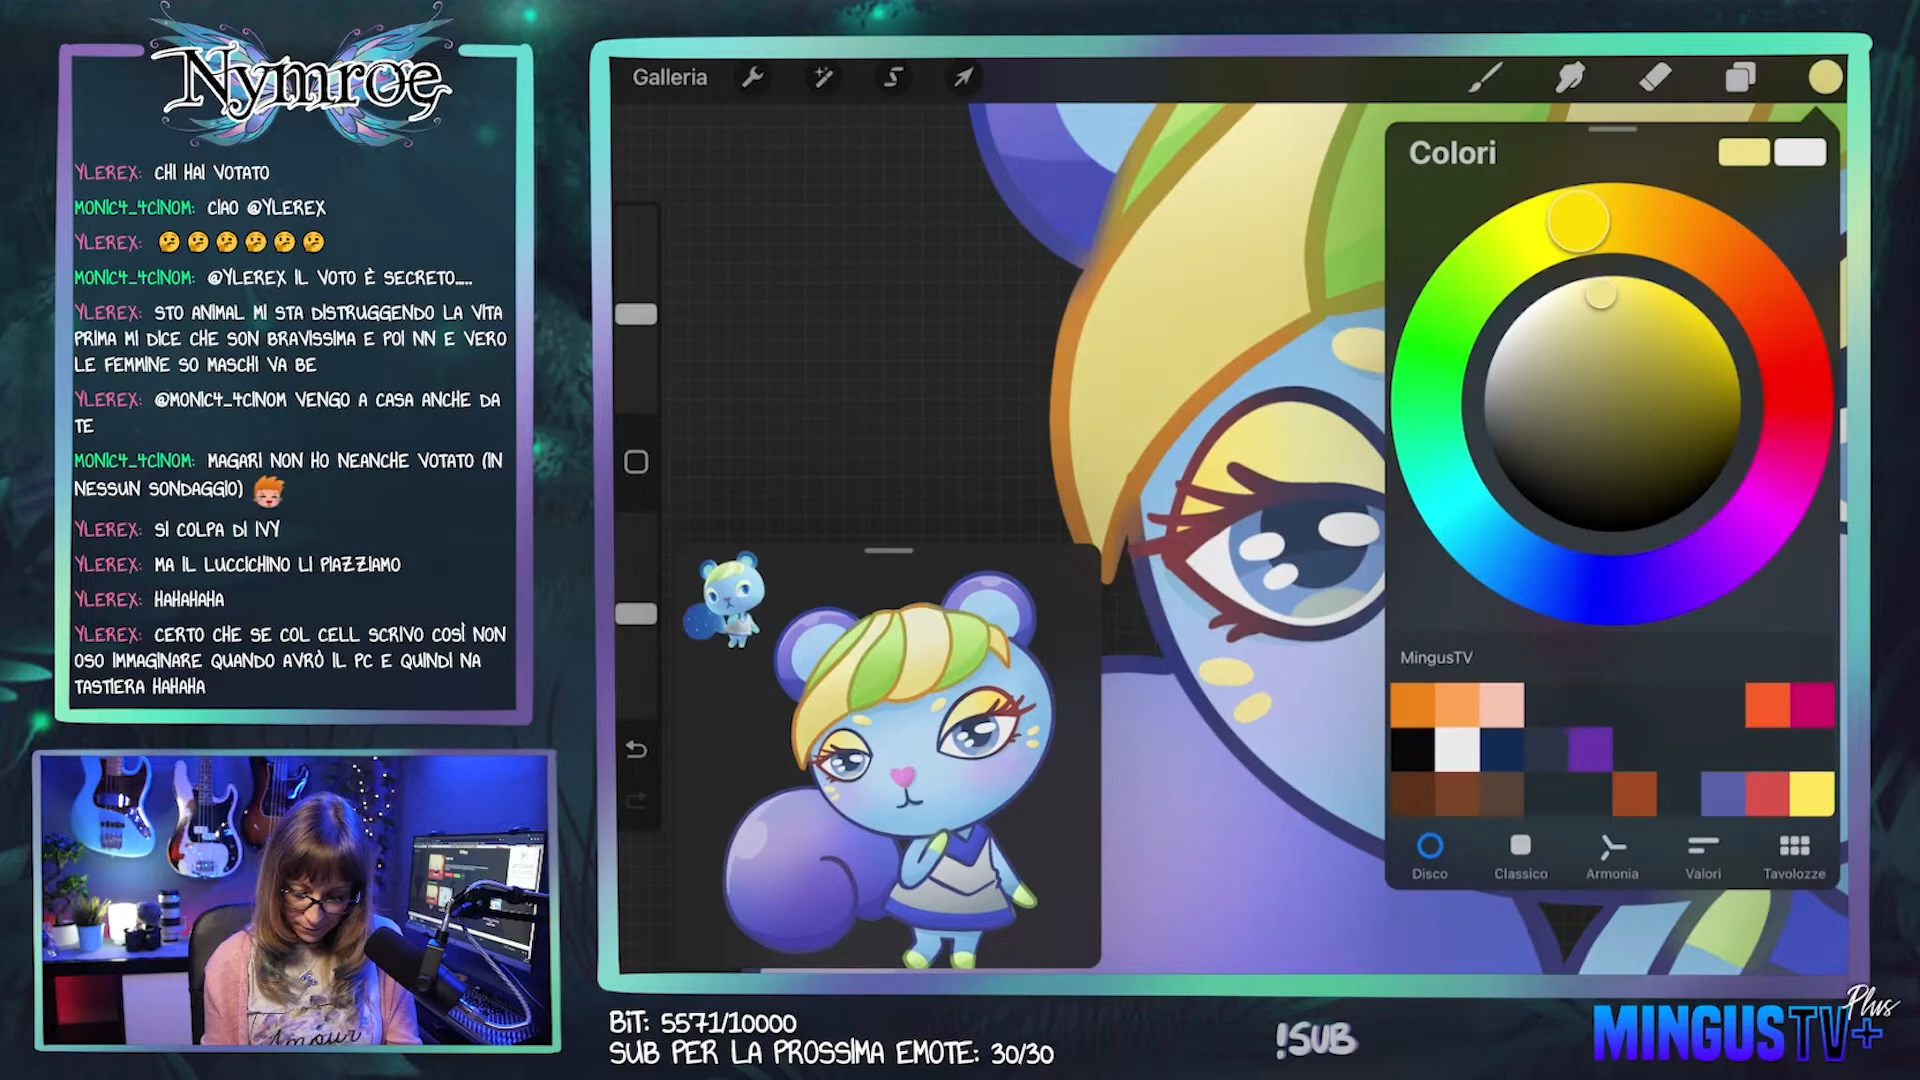 Nymroe
YLEREX: CHI HAI VOTATO
MONIC4_4CINOM: CIAO @YLEREX
YLEREX: 🤔🤔🤔🤔🤔🤔
MONIC4_4CINOM: @YLEREX IL VOTO È SECRETO.....
YLEREX: STO ANIMAL MI STA DISTRUGGENDO LA VITA
PRIMA MI DICE CHE SON BRAVISSIMA E POI NN E VERO
LE FEMMINE SO MASCHI VA BE
YLEREX: @MONIC4_4CINOM VENGO A CASA ANCHE DA
TE
MONIC4_4CINOM: MAGARI NON HO NEANCHE VOTATO (IN
NESSUN SONDAGGIO)
YLEREX: SI COLPA DI IVY
YLEREX: MA IL LUCCICHINO LI PIAZZIAMO
YLEREX: HAHAHAHA
YLEREX: CERTO CHE SE COL CELL SCRIVO COSÌ NON
OSO IMMAGINARE QUANDO AVRÒ IL PC E QUINDI NA
TASTIERA HAHAHA
Galleria
Colori
MingusTV
Disco
Classico
Armonia
Valori
Tavolozze
Amour
BIT: 5571/10000
SUB PER LA PROSSIMA EMOTE: 30/30
!SUB
MINGUSTV+ Plus